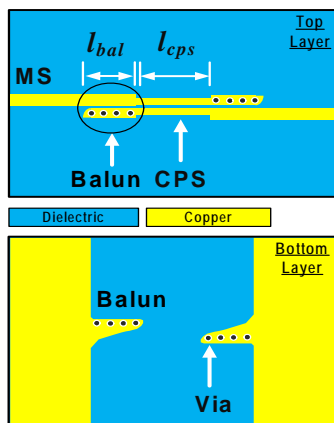 Top
Layer
l_bal l_cps
MS
Balun CPS
Dielectric Copper
Bottom
Layer
Balun
Via